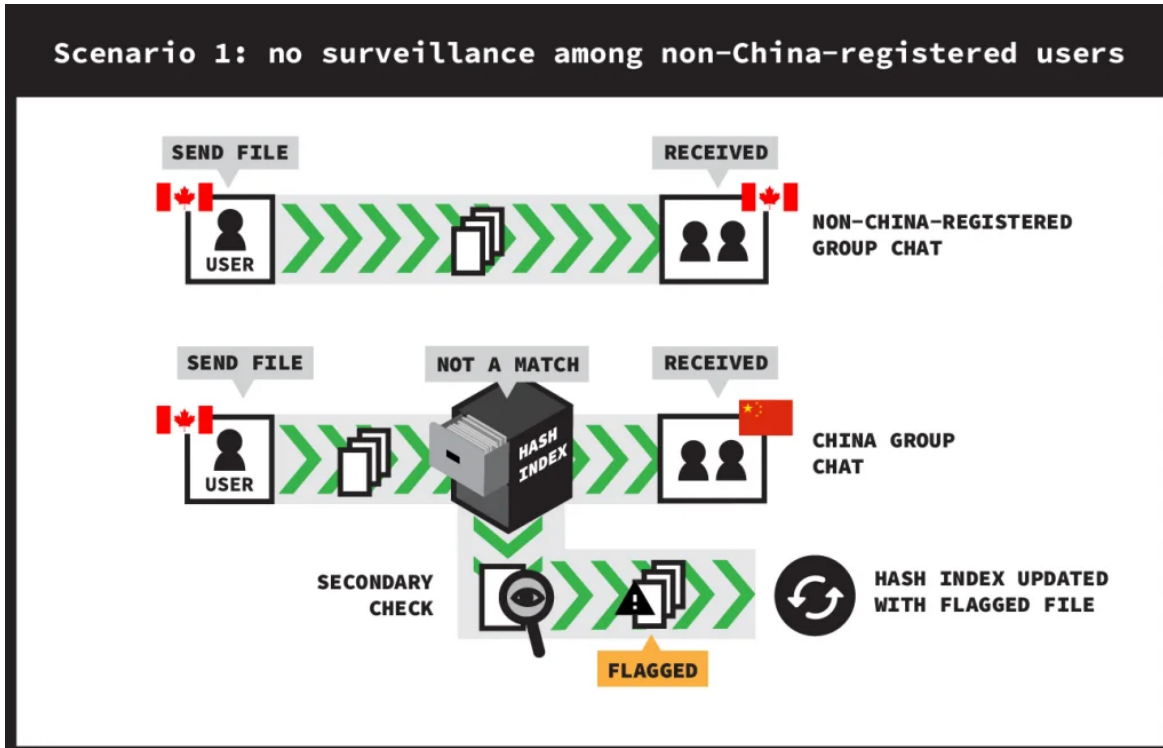 Scenario 1: no surveillance among non-China-registered users
SEND FILE
RECEIVED
USER
NON-CHINA-REGISTERED
GROUP CHAT
SEND FILE
NOT A MATCH
RECEIVED
USER
HASH
INDEX
CHINA GROUP
CHAT
SECONDARY
CHECK
HASH INDEX UPDATED
WITH FLAGGED FILE
FLAGGED